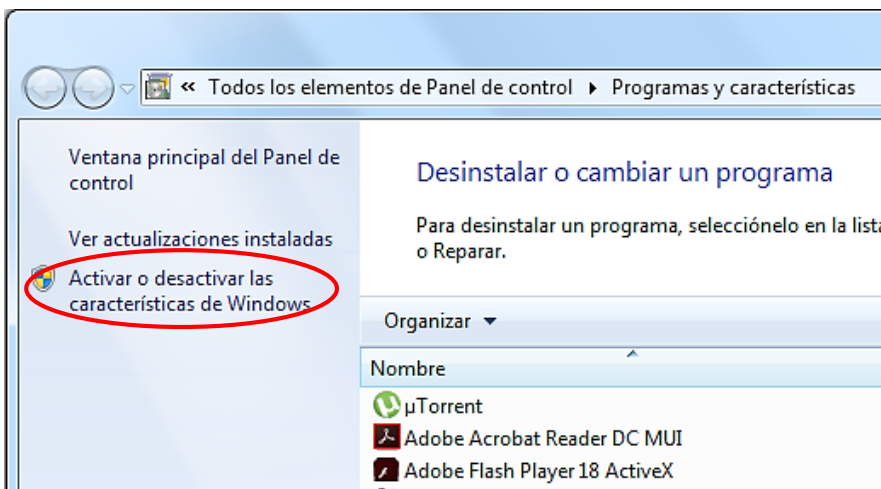 « Todos los elementos de Panel de control ▸ Programas y características
Ventana principal del Panel de
control
Ver actualizaciones instaladas
Activar o desactivar las
características de Windows
Desinstalar o cambiar un programa
Para desinstalar un programa, selecciónelo en la lista
o Reparar.
Organizar
Nombre
µTorrent
Adobe Acrobat Reader DC MUI
Adobe Flash Player 18 ActiveX